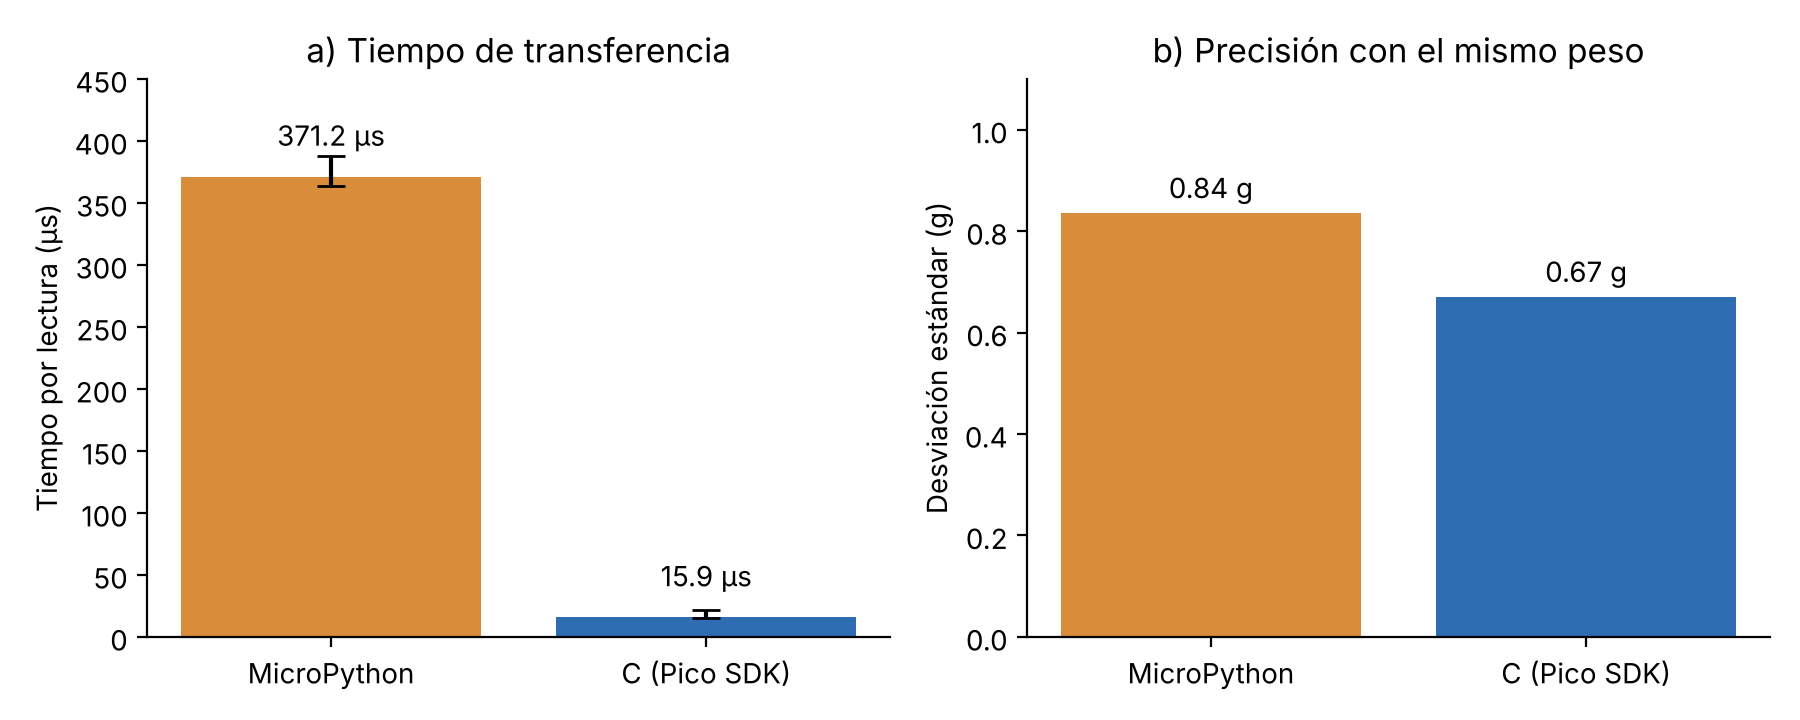 a) Tiempo de transferencia
Tiempo por lectura (µs)
450
400
350
300
250
200
150
100
50
0
371.2 µs
15.9 µs
MicroPython
C (Pico SDK)
b) Precisión con el mismo peso
Desviación estándar (g)
1.0
0.8
0.6
0.4
0.2
0.0
0.84 g
0.67 g
MicroPython
C (Pico SDK)